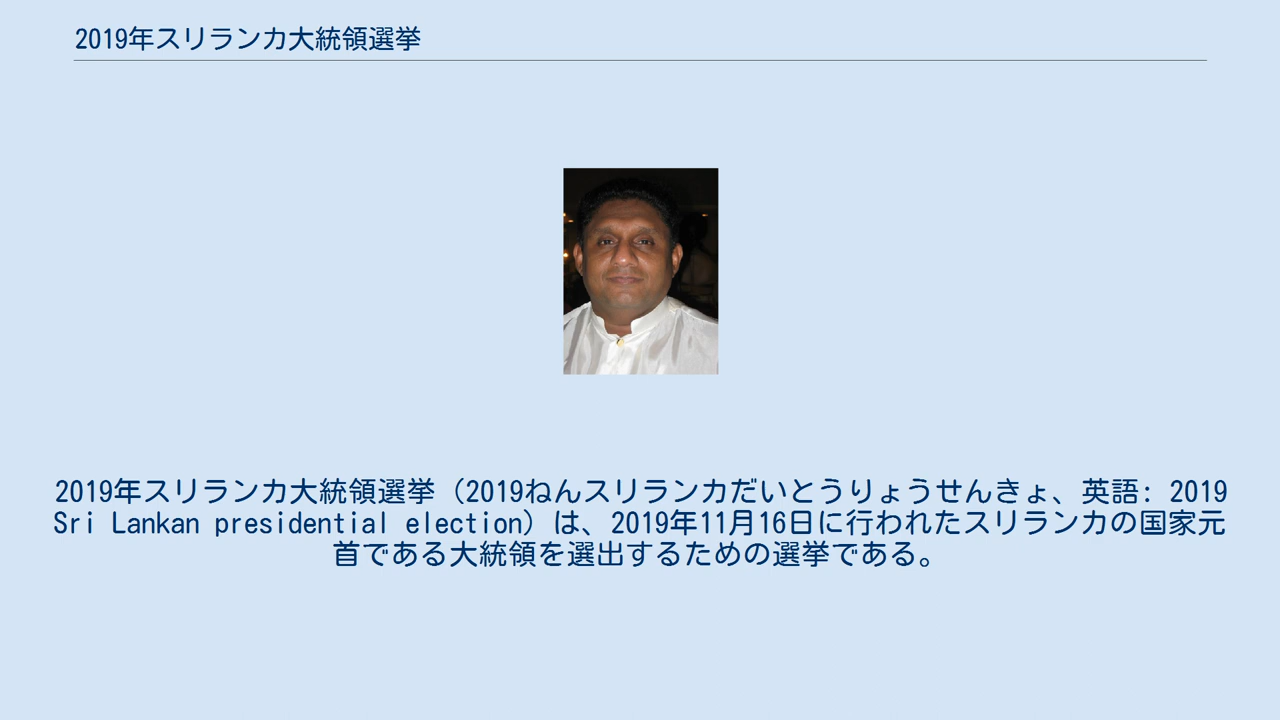 2019年スリランカ大統領選挙
2019年スリランカ大統領選挙（2019ねんスリランカだいとうりょうせんきょ、英語: 2019
Sri Lankan presidential election）は、2019年11月16日に行われたスリランカの国家元
首である大統領を選出するための選挙である。